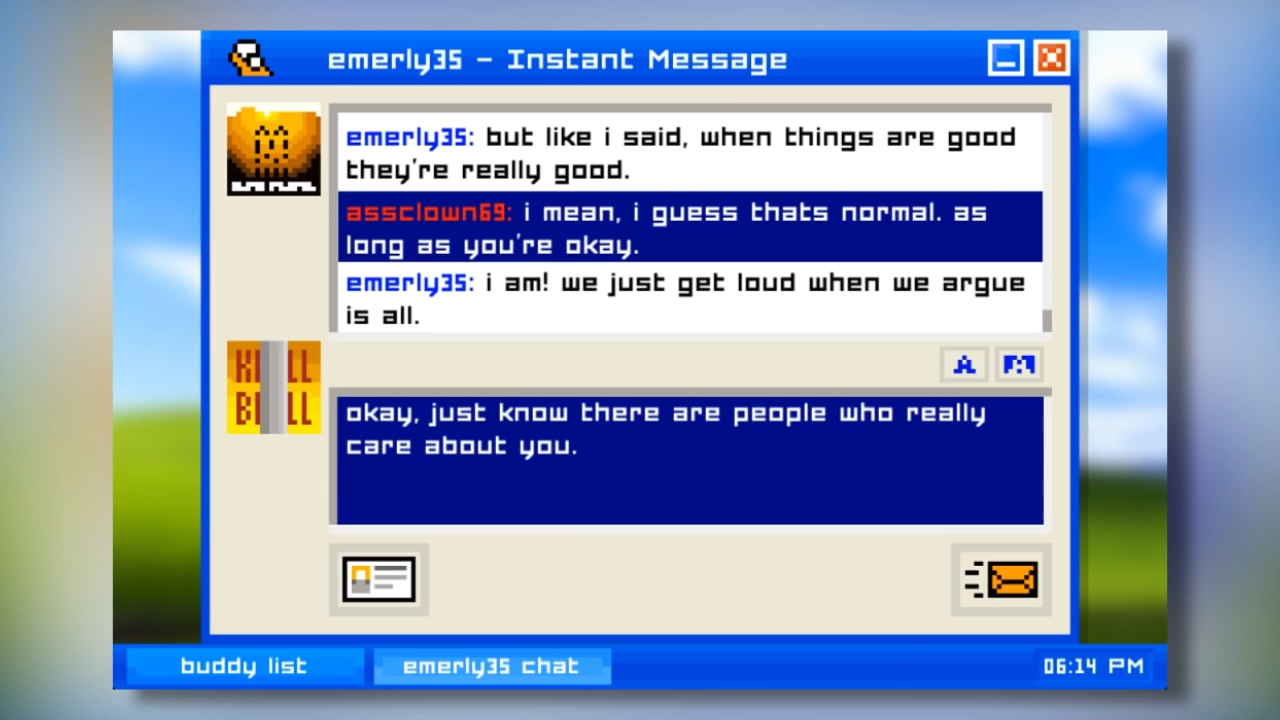 emerly35 - Instant Message
emerly35: but like i said, when things are good
they're really good.
assclown69: i mean, i guess thats normal. as
long as you're okay.
emerly35: i am! we just get loud when we argue
is all.
KILL
BILL
A
okay, just know there are people who really
care about you.
buddy list
emerly35 chat
06:14 PM